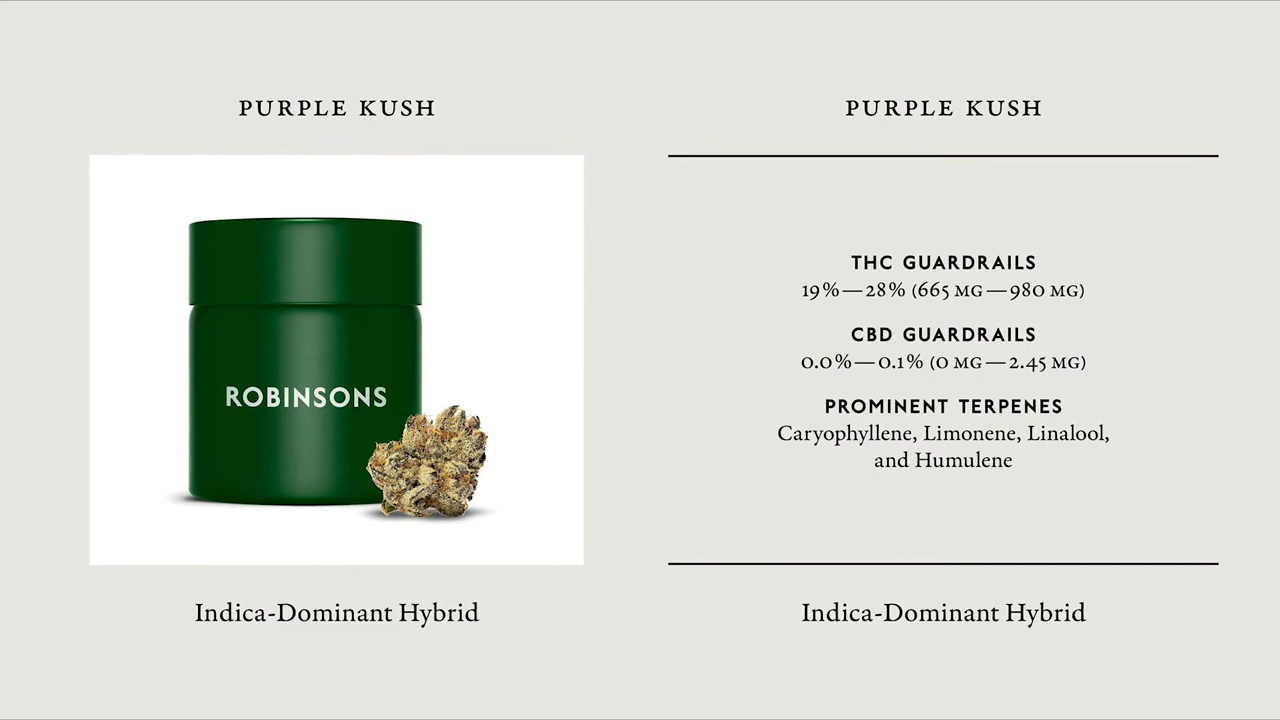 PURPLE KUSH
ROBINSONS
Indica-Dominant Hybrid
PURPLE KUSH
THC GUARDRAILS
19%—28% (665 MG—980 MG)
CBD GUARDRAILS
0.0%—0.1% (0 MG—2.45 MG)
PROMINENT TERPENES
Caryophyllene, Limonene, Linalool,
and Humulene
Indica-Dominant Hybrid